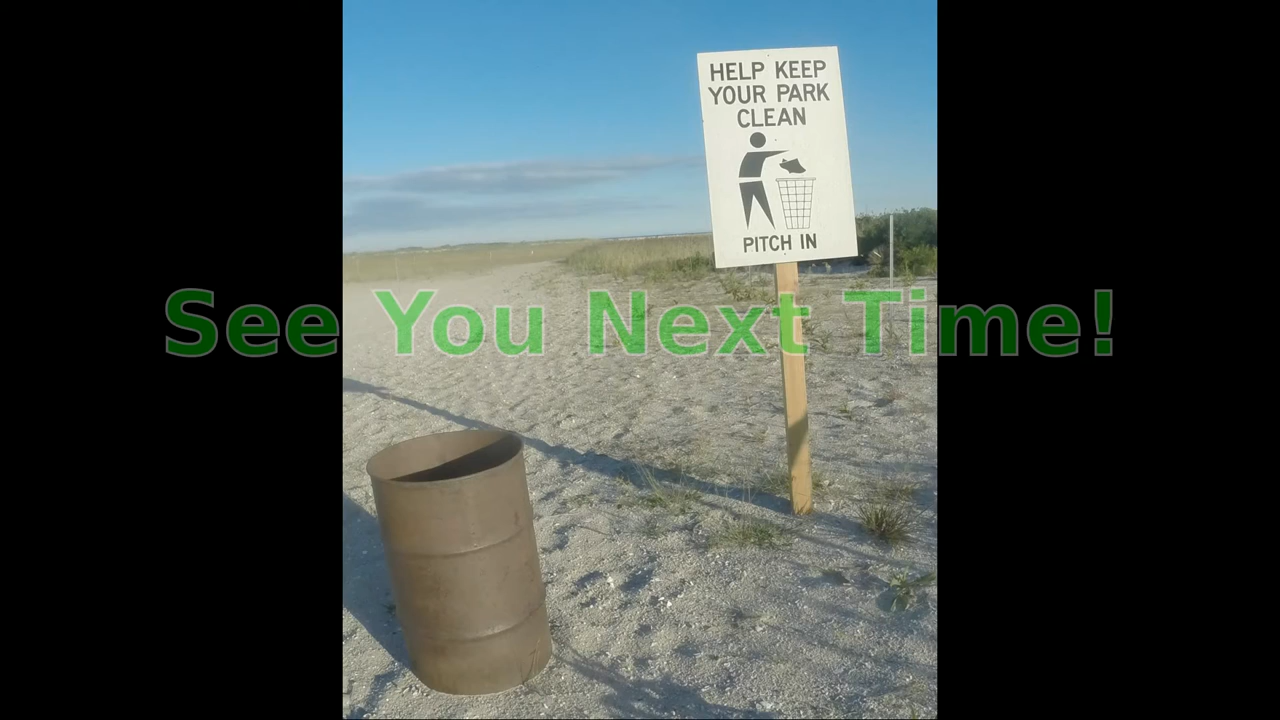 HELP KEEP
YOUR PARK
CLEAN
PITCH IN
See You Next Time!